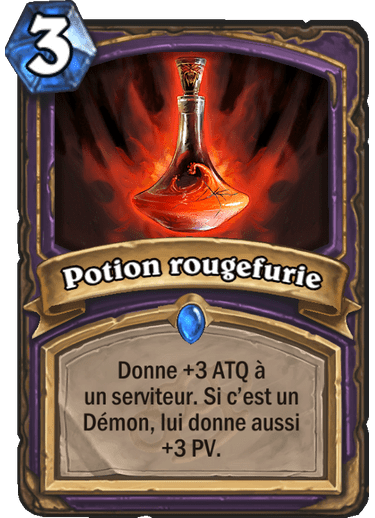 3
Potion rougefurie
Donne +3 ATQ à
un serviteur. Si c'est un
Démon, lui donne aussi
+3 PV.